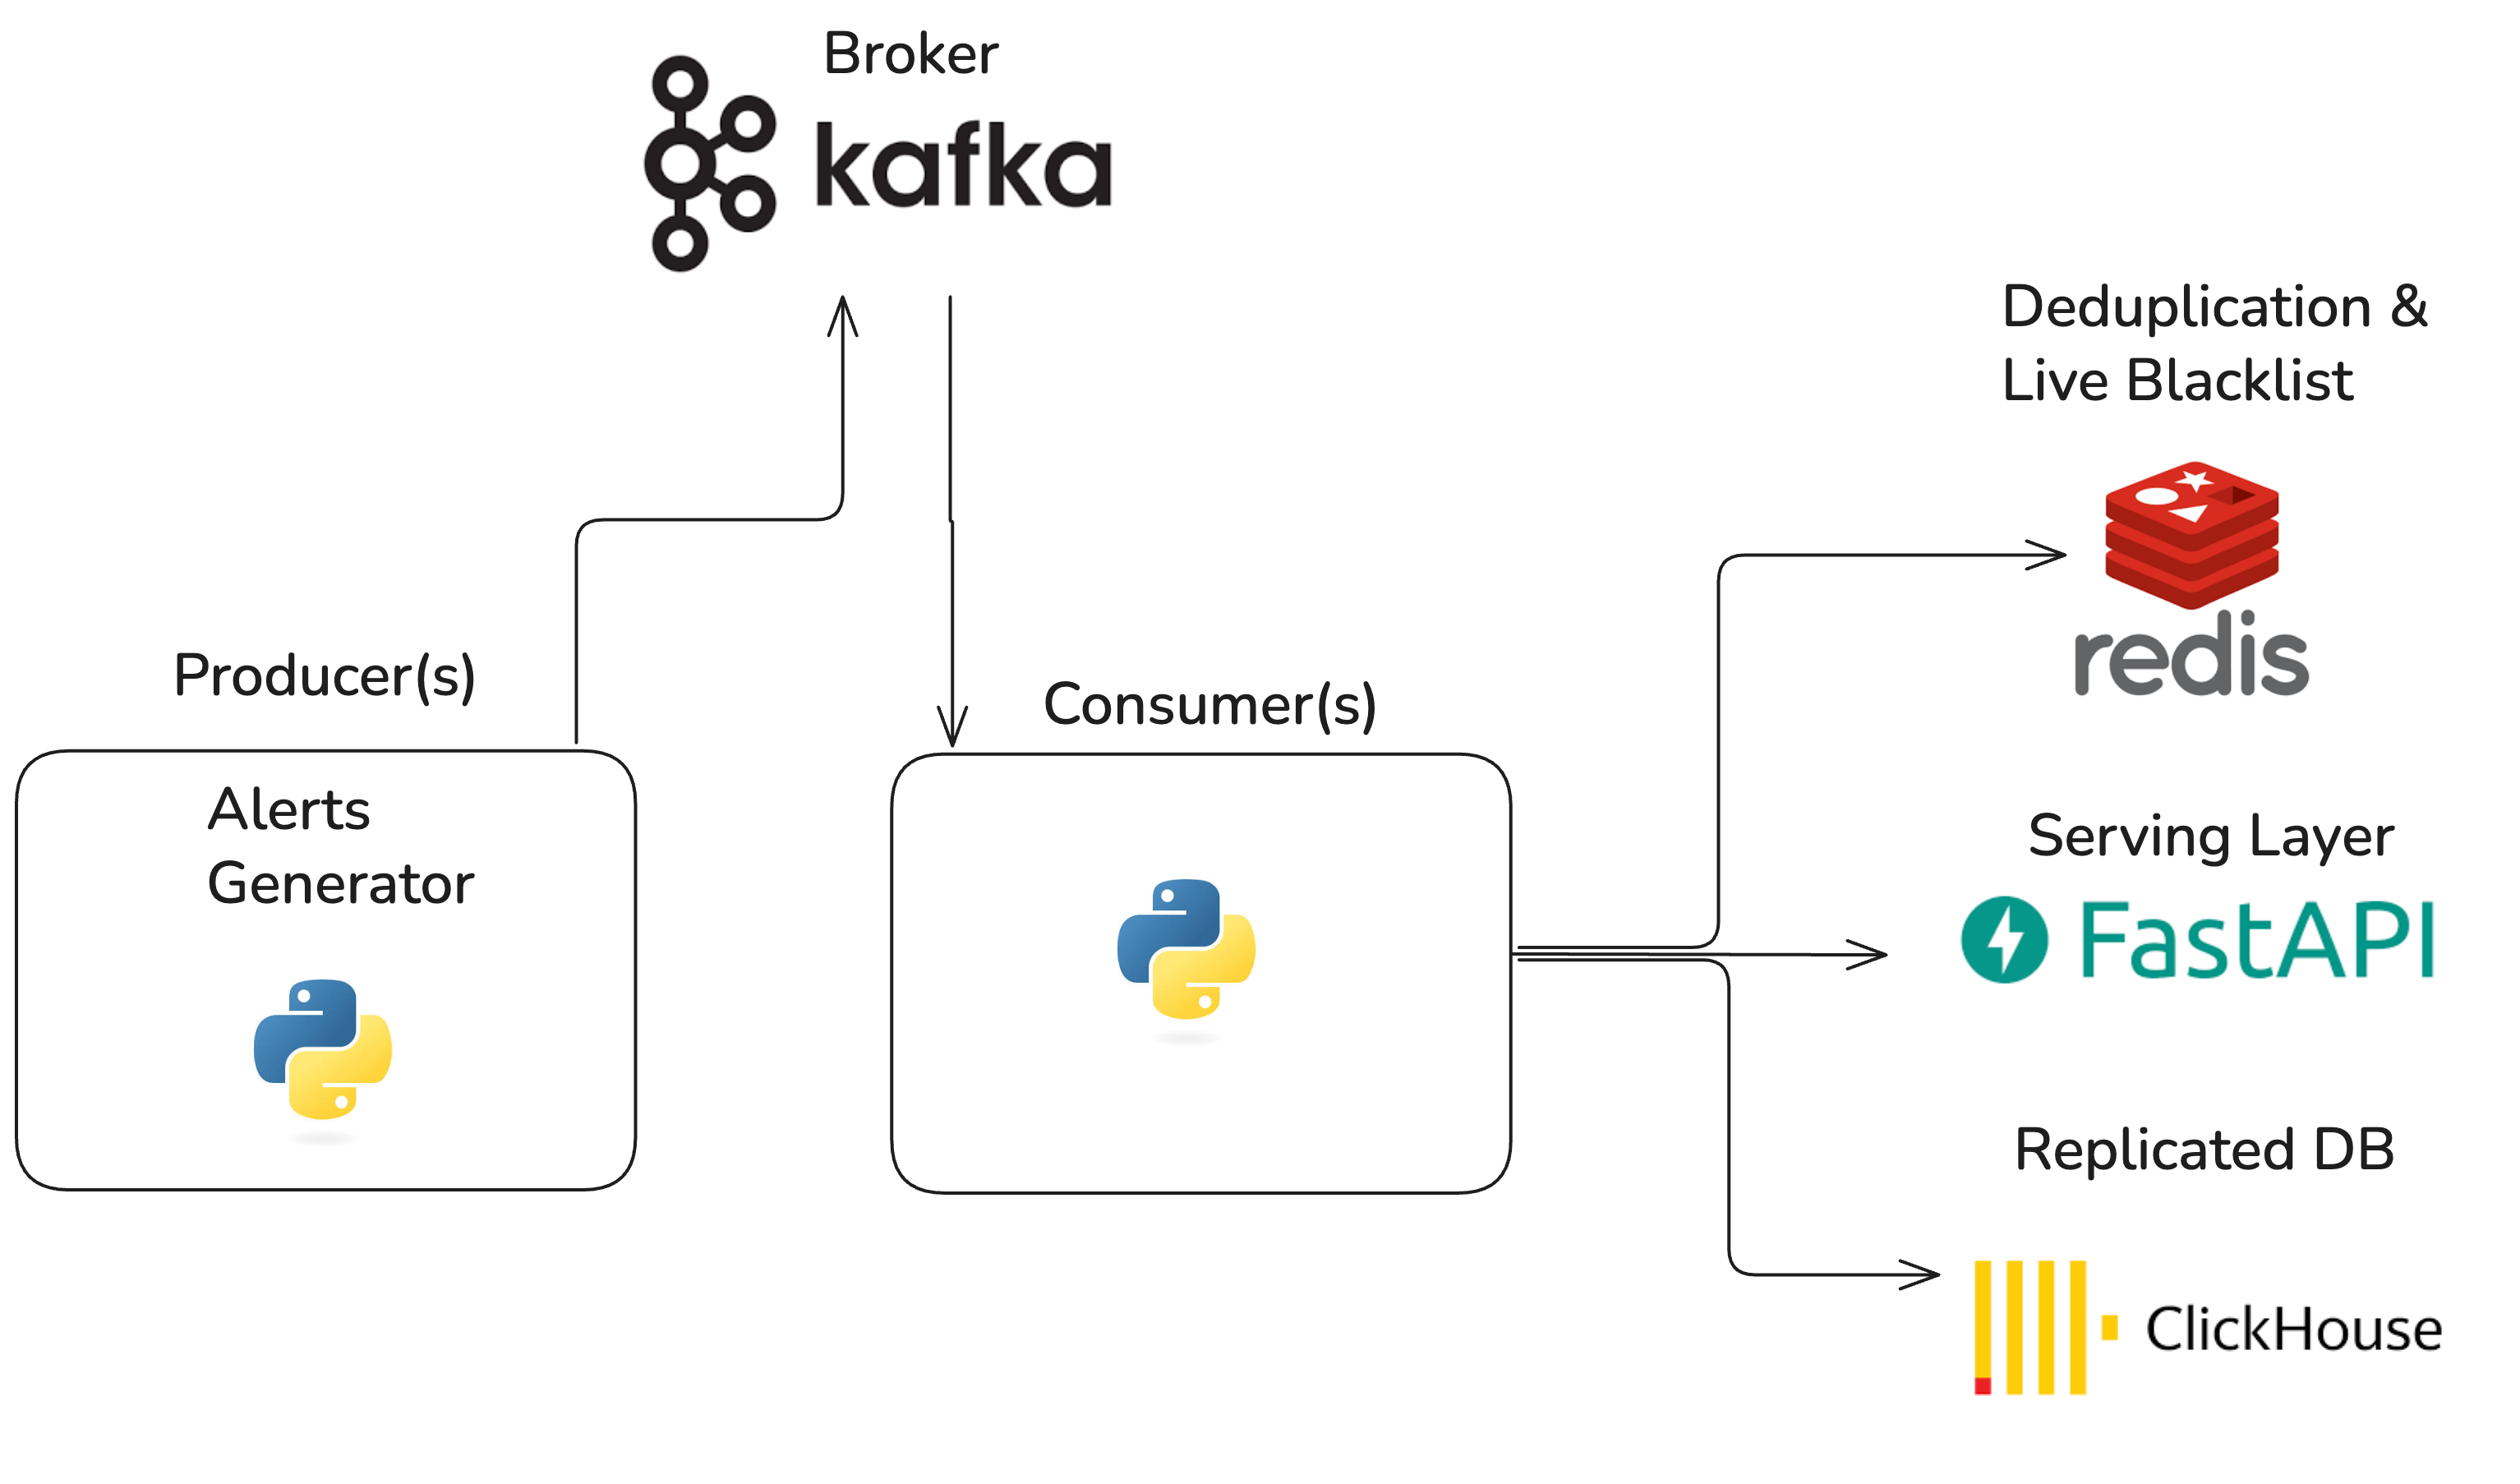 Broker
kafka
Deduplication &
Live Blacklist
redis
Producer(s)
Consumer(s)
Alerts
Generator
Serving Layer
FastAPI
Replicated DB
ClickHouse